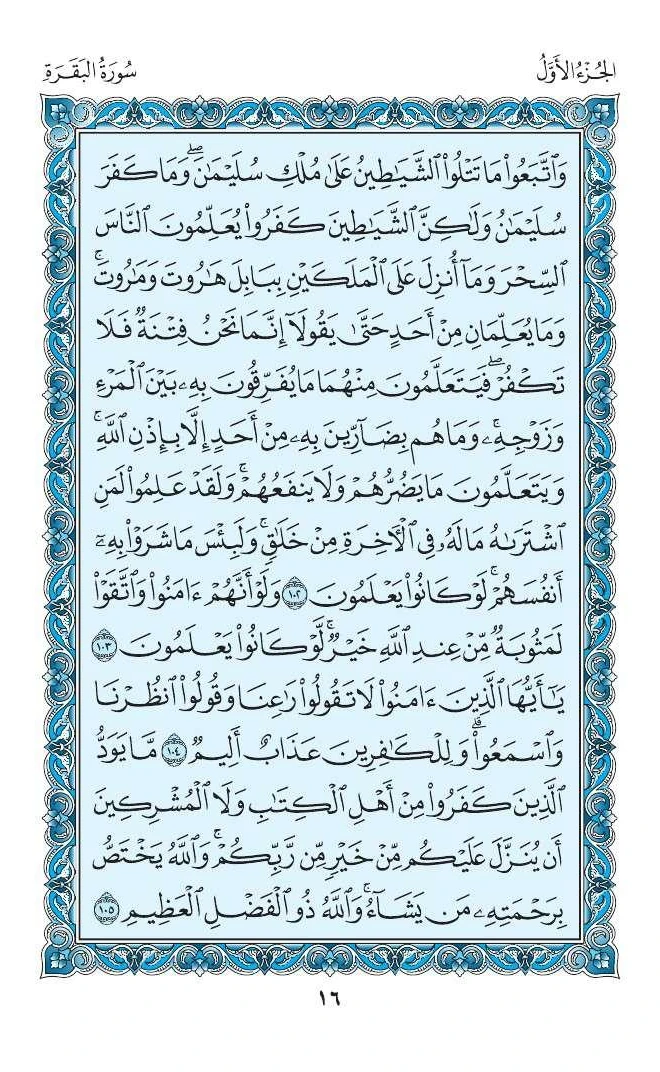 الجُزْءُ الأَوَّلُ
سُورَةُ البَقَرَةِ
وَٱتَّبَعُوا۟ مَا تَتْلُوا۟ ٱلشَّيَـٰطِينُ عَلَىٰ مُلْكِ سُلَيْمَـٰنَ ۖ وَمَا كَفَرَ
سُلَيْمَـٰنُ وَلَـٰكِنَّ ٱلشَّيَـٰطِينَ كَفَرُوا۟ يُعَلِّمُونَ ٱلنَّاسَ
ٱلسِّحْرَ وَمَآ أُنزِلَ عَلَى ٱلْمَلَكَيْنِ بِبَابِلَ هَـٰرُوتَ وَمَـٰرُوتَ ۚ
وَمَا يُعَلِّمَانِ مِنْ أَحَدٍ حَتَّىٰ يَقُولَآ إِنَّمَا نَحْنُ فِتْنَةٌ فَلَا
تَكْفُرْ ۖ فَيَتَعَلَّمُونَ مِنْهُمَا مَا يُفَرِّقُونَ بِهِۦ بَيْنَ ٱلْمَرْءِ
وَزَوْجِهِۦ ۚ وَمَا هُم بِضَآرِّينَ بِهِۦ مِنْ أَحَدٍ إِلَّا بِإِذْنِ ٱللَّهِ ۚ
وَيَتَعَلَّمُونَ مَا يَضُرُّهُمْ وَلَا يَنفَعُهُمْ ۚ وَلَقَدْ عَلِمُوا۟ لَمَنِ
ٱشْتَرَىٰهُ مَا لَهُۥ فِى ٱلْـَٔاخِرَةِ مِنْ خَلَـٰقٍ ۚ وَلَبِئْسَ مَا شَرَوْا۟ بِهِۦٓ
أَنفُسَهُمْ ۚ لَوْ كَانُوا۟ يَعْلَمُونَ ١٠٢ وَلَوْ أَنَّهُمْ ءَامَنُوا۟ وَٱتَّقَوْا۟
لَمَثُوبَةٌ مِّنْ عِندِ ٱللَّهِ خَيْرٌ ۖ لَّوْ كَانُوا۟ يَعْلَمُونَ ١٠٣
يَـٰٓأَيُّهَا ٱلَّذِينَ ءَامَنُوا۟ لَا تَقُولُوا۟ رَٰعِنَا وَقُولُوا۟ ٱنظُرْنَا
وَٱسْمَعُوا۟ ۗ وَلِلْكَـٰفِرِينَ عَذَابٌ أَلِيمٌ ١٠٤ مَّا يَوَدُّ
ٱلَّذِينَ كَفَرُوا۟ مِنْ أَهْلِ ٱلْكِتَـٰبِ وَلَا ٱلْمُشْرِكِينَ
أَن يُنَزَّلَ عَلَيْكُم مِّنْ خَيْرٍ مِّن رَّبِّكُمْ ۗ وَٱللَّهُ يَخْتَصُّ
بِرَحْمَتِهِۦ مَن يَشَآءُ ۚ وَٱللَّهُ ذُو ٱلْفَضْلِ ٱلْعَظِيمِ ١٠٥
١٦